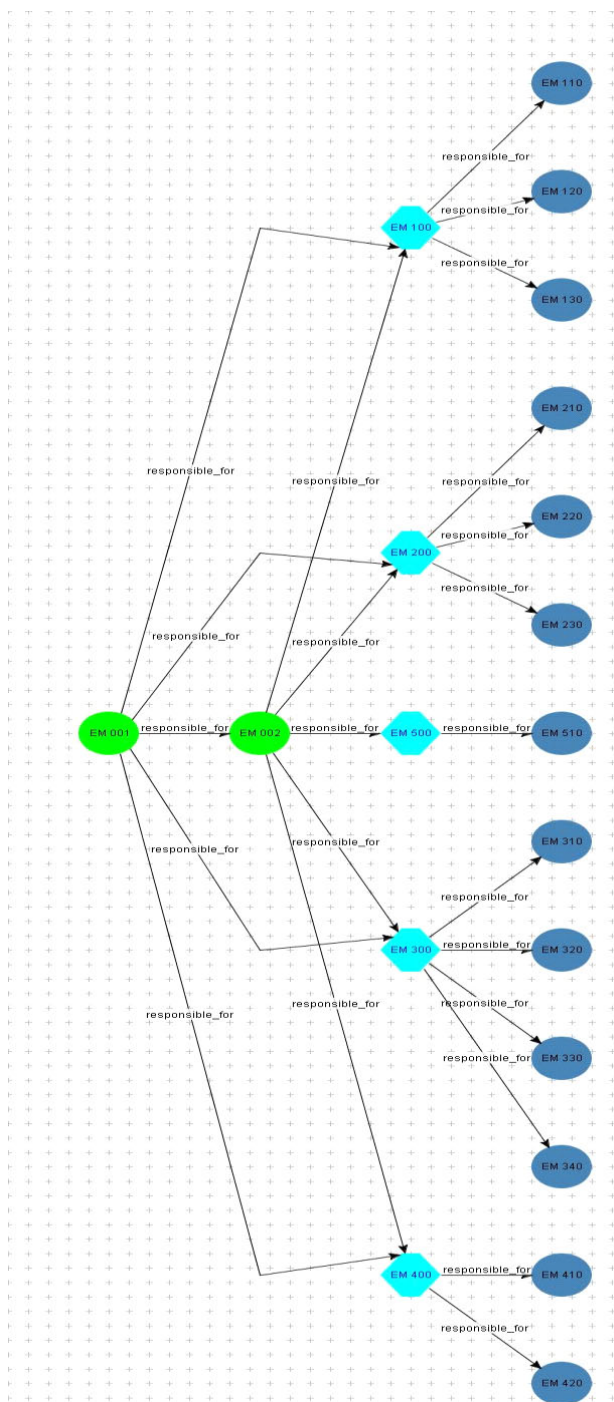 EM 110
responsible_for
EM 120
responsible_for
EM 100
responsible_for
EM 130
EM 210
responsible_for
responsible_for
responsible_for
EM 220
responsible_for
EM 200
responsible_for
EM 230
responsible_for
responsible_for
EM 001
responsible_for
EM 002
responsible_for
EM 500
responsible_for
EM 510
EM 310
responsible_for
responsible_for
responsible_for
EM 300
responsible_for
EM 320
responsible_for
responsible_for
responsible_for
EM 330
responsible_for
EM 340
EM 400
responsible_for
EM 410
responsible_for
EM 420